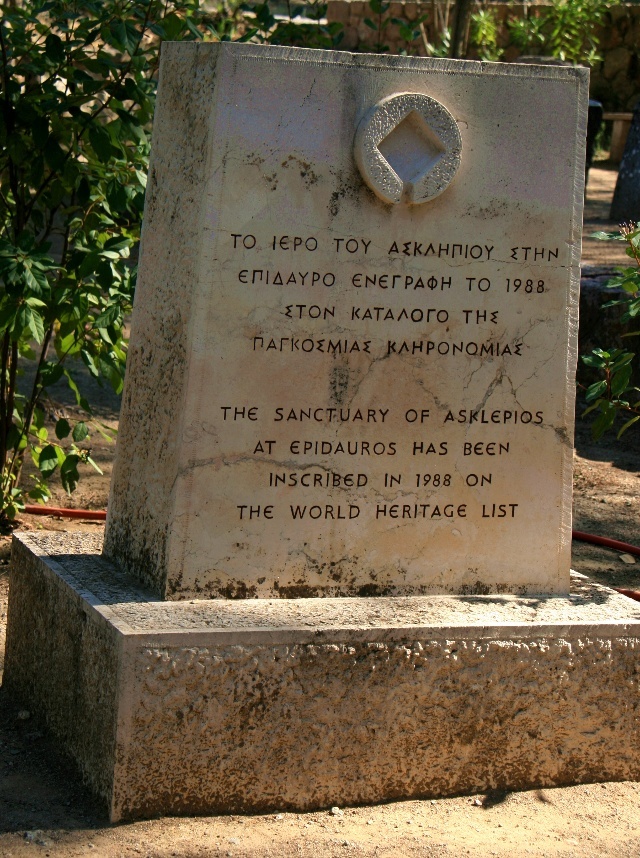 ΤΟ ΙΕΡΟ ΤΟΥ ΑΣΚΛΗΠΙΟΥ ΣΤΗΝ
ΕΠΙΔΑΥΡΟ ΕΝΕΓΡΑΦΗ ΤΟ 1988
ΣΤΟΝ ΚΑΤΑΛΟΓΟ ΤΗΣ
ΠΑΓΚΟΣΜΙΑΣ ΚΛΗΡΟΝΟΜΙΑΣ
THE SANCTUARY OF ASKLEPIOS
AT EPIDAUROS HAS BEEN
INSCRIBED IN 1988 ON
THE WORLD HERITAGE LIST